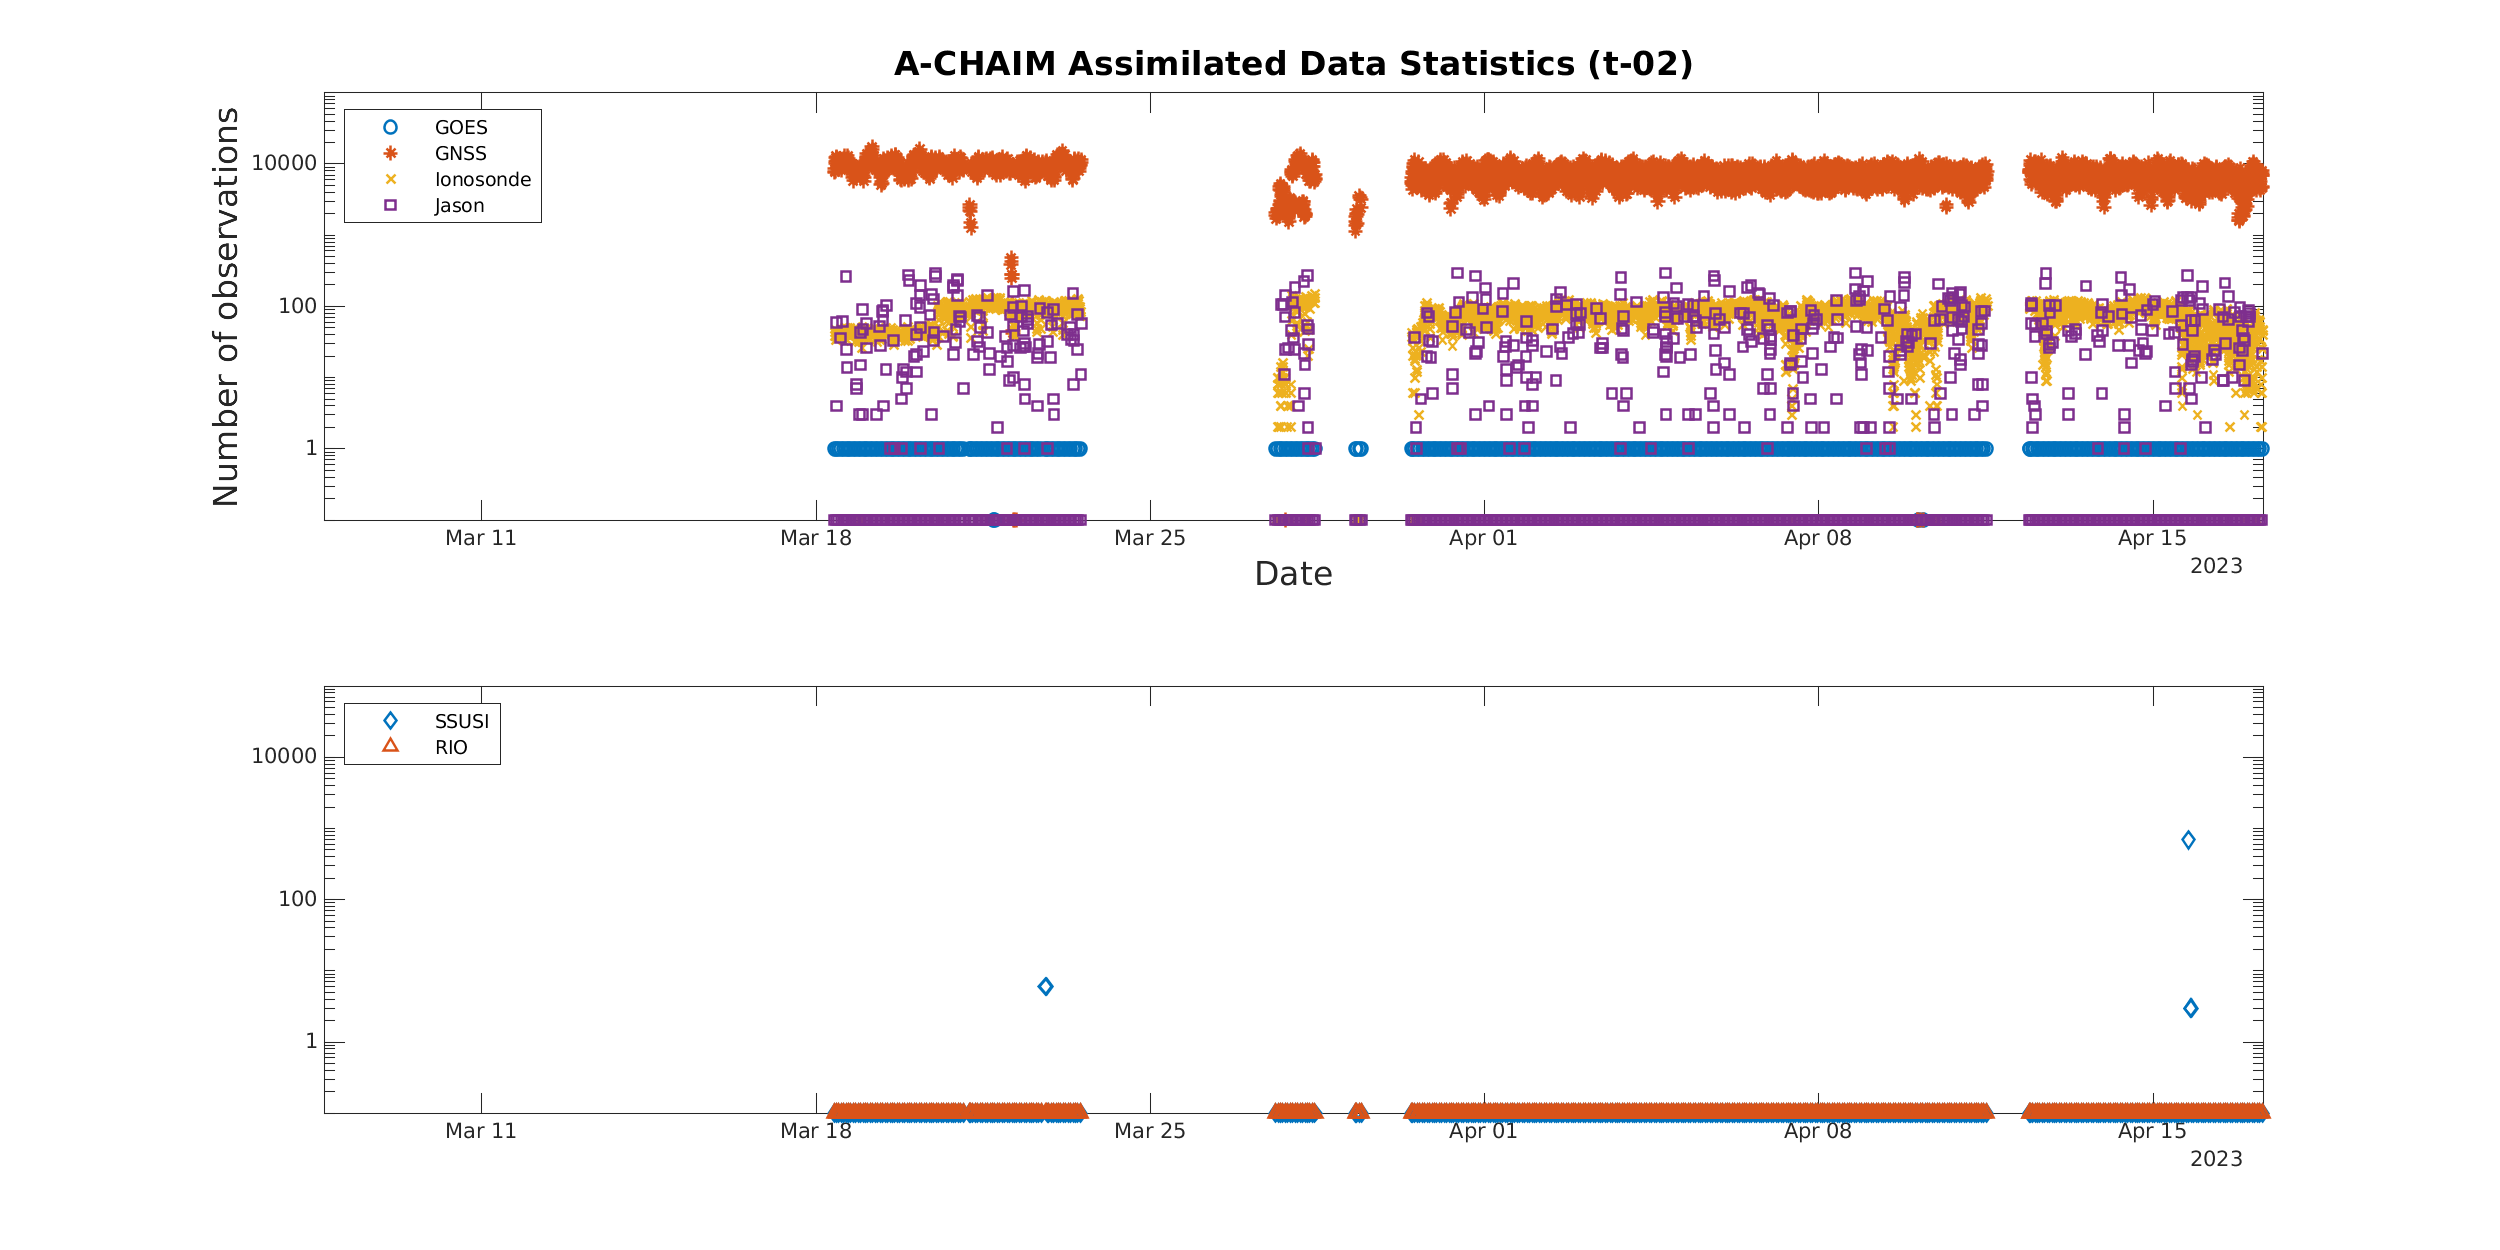 A-CHAIM Assimilated Data Statistics (t-02)
Number of observations
10000
100
1
GOES
GNSS
Ionosonde
Jason
Mar 11
Mar 18
Mar 25
Apr 01
Apr 08
Apr 15
2023
Date
10000
100
1
SSUSI
RIO
Mar 11
Mar 18
Mar 25
Apr 01
Apr 08
Apr 15
2023